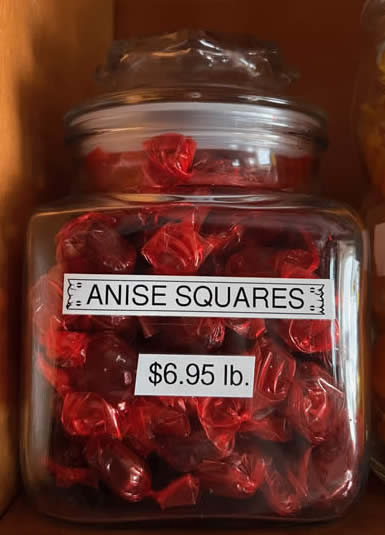 ANISE SQUARES
$6.95 lb.